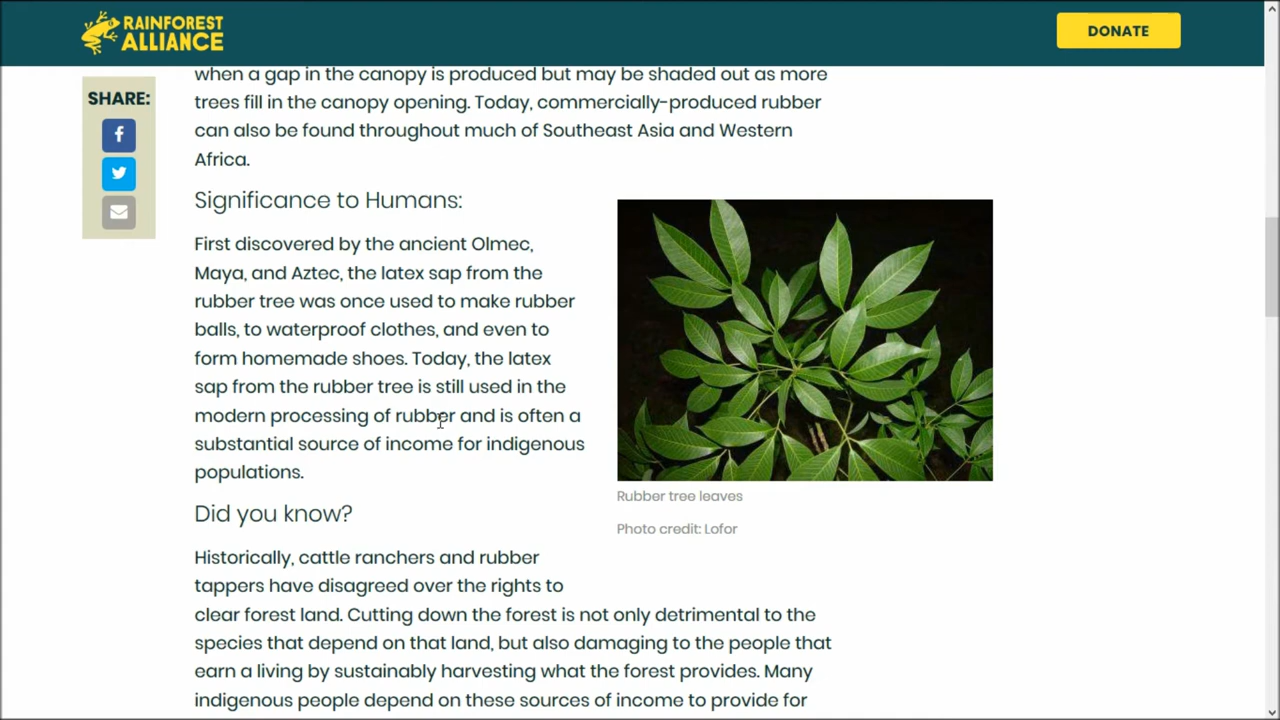 RAINFOREST
ALLIANCE
DONATE
SHARE:
when a gap in the canopy is produced but may be shaded out as more
trees fill in the canopy opening. Today, commercially-produced rubber
can also be found throughout much of Southeast Asia and Western
Africa.
Significance to Humans:
First discovered by the ancient Olmec,
Maya, and Aztec, the latex sap from the
rubber tree was once used to make rubber
balls, to waterproof clothes, and even to
form homemade shoes. Today, the latex
sap from the rubber tree is still used in the
modern processing of rubber and is often a
substantial source of income for indigenous
populations.
Rubber tree leaves
Photo credit: Lofor
Did you know?
Historically, cattle ranchers and rubber
tappers have disagreed over the rights to
clear forest land. Cutting down the forest is not only detrimental to the
species that depend on that land, but also damaging to the people that
earn a living by sustainably harvesting what the forest provides. Many
indigenous people depend on these sources of income to provide for